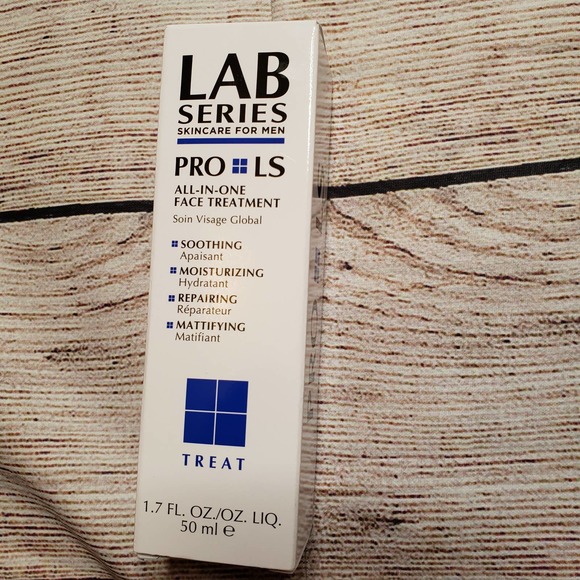 LAB
SERIES
SKINCARE FOR MEN
PRO LS
ALL-IN-ONE
FACE TREATMENT
Soin Visage Global
SOOTHING
Apaisant
MOISTURIZING
Hydratant
REPAIRING
Réparateur
MATTIFYING
Matifiant
TREAT
1.7 FL. OZ./OZ. LIQ.
50 ml ℮